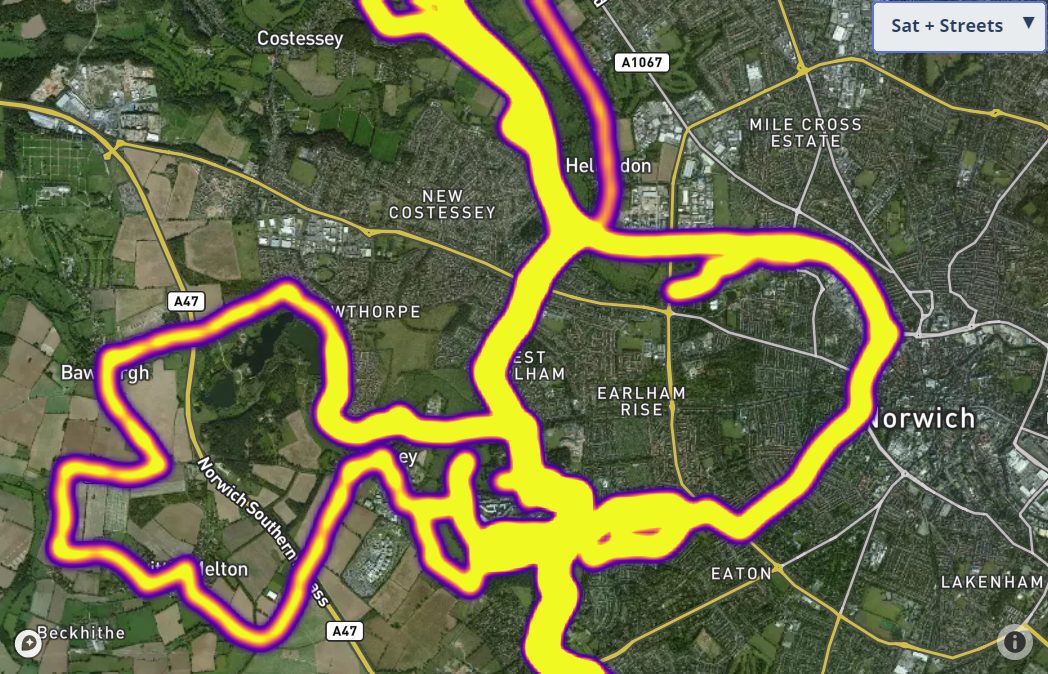 Sat + Streets ▼
Costessey
A1067
MILE CROSS
ESTATE
Hel don
NEW
COSTESSEY
A47
WTHORPE
EST
LHAM
Baw gh
EARLHAM
RISE
Norwich
ey
Norwich Southern
ass
elton
EATON
LAKENHAM
Beckhithe
A47